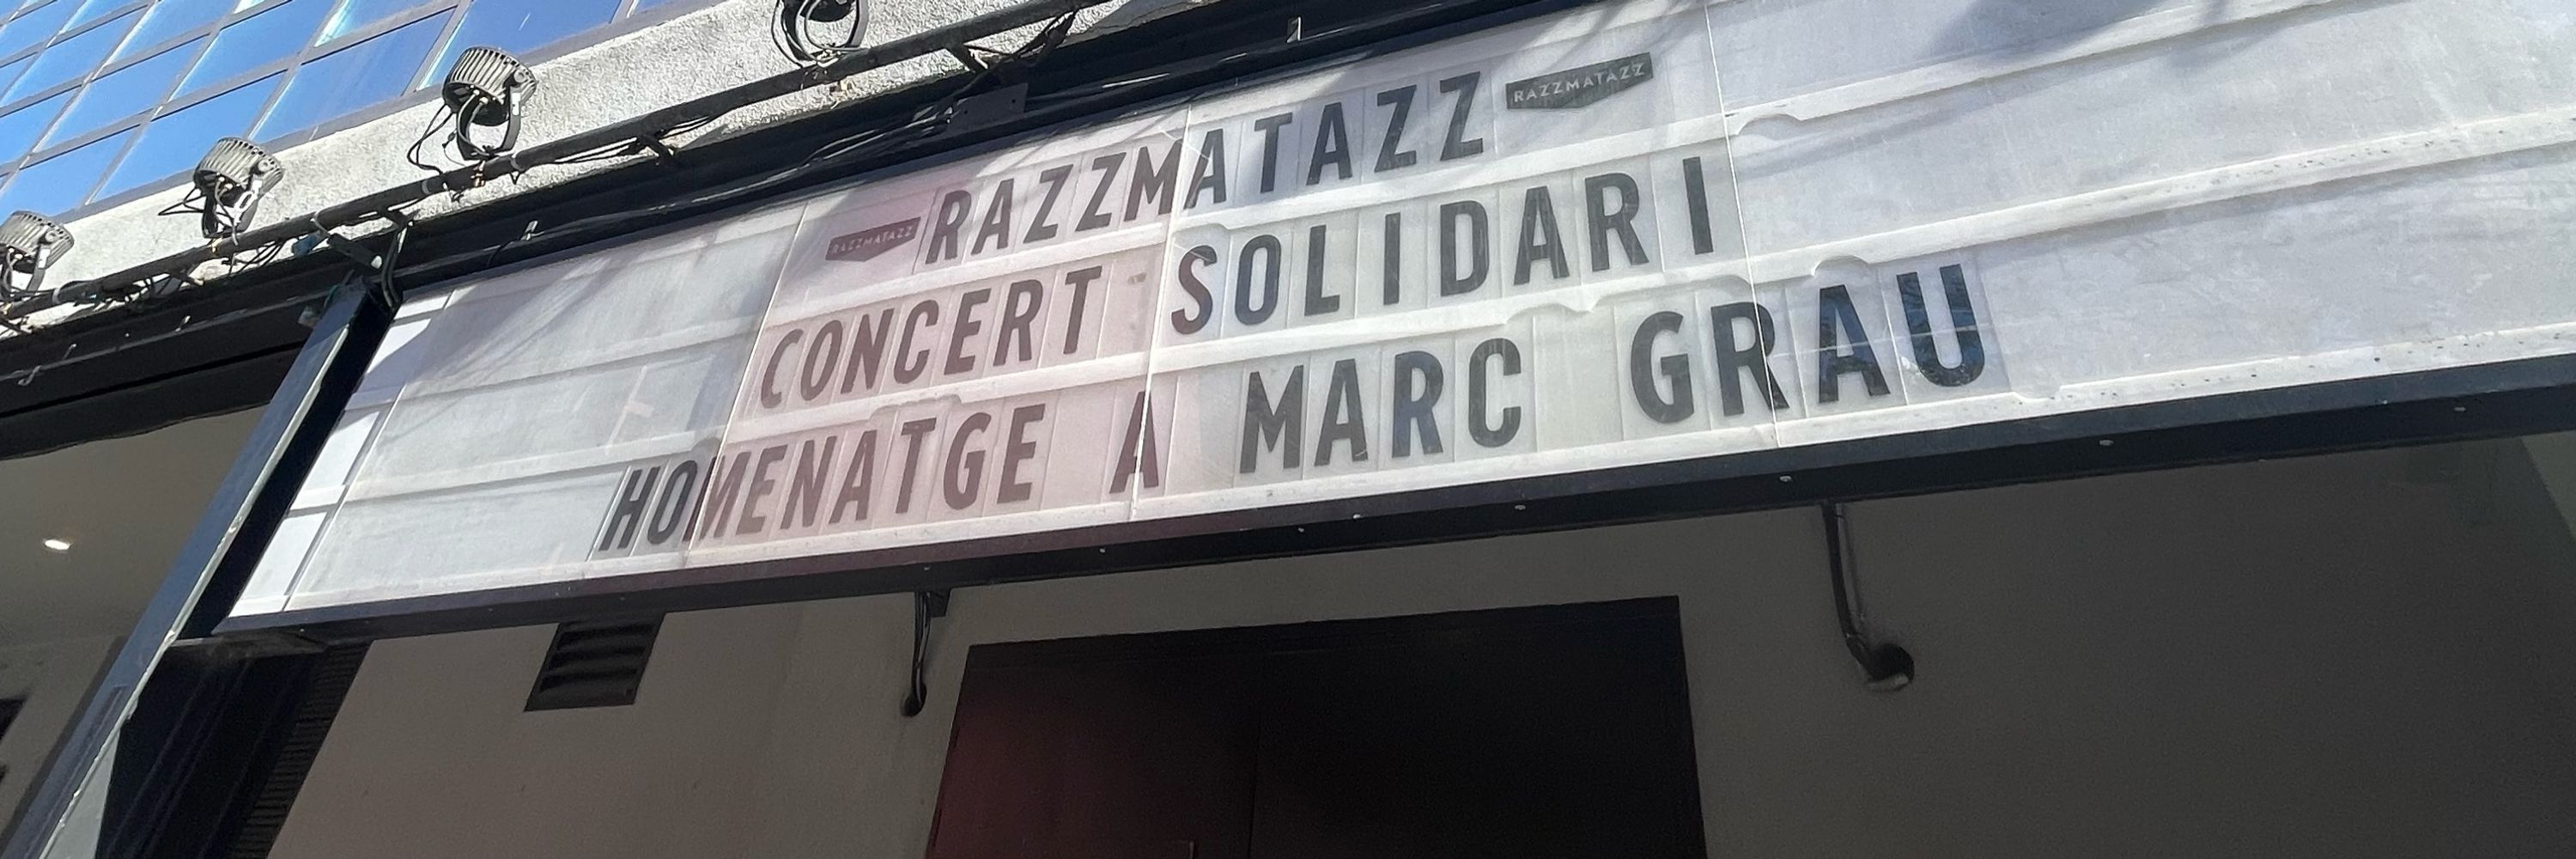 RAZZMATAZZ RAZZMATAZZ RAZZMATAZZ
CONCERT SOLIDARI
HOMENATGE A MARC GRAU